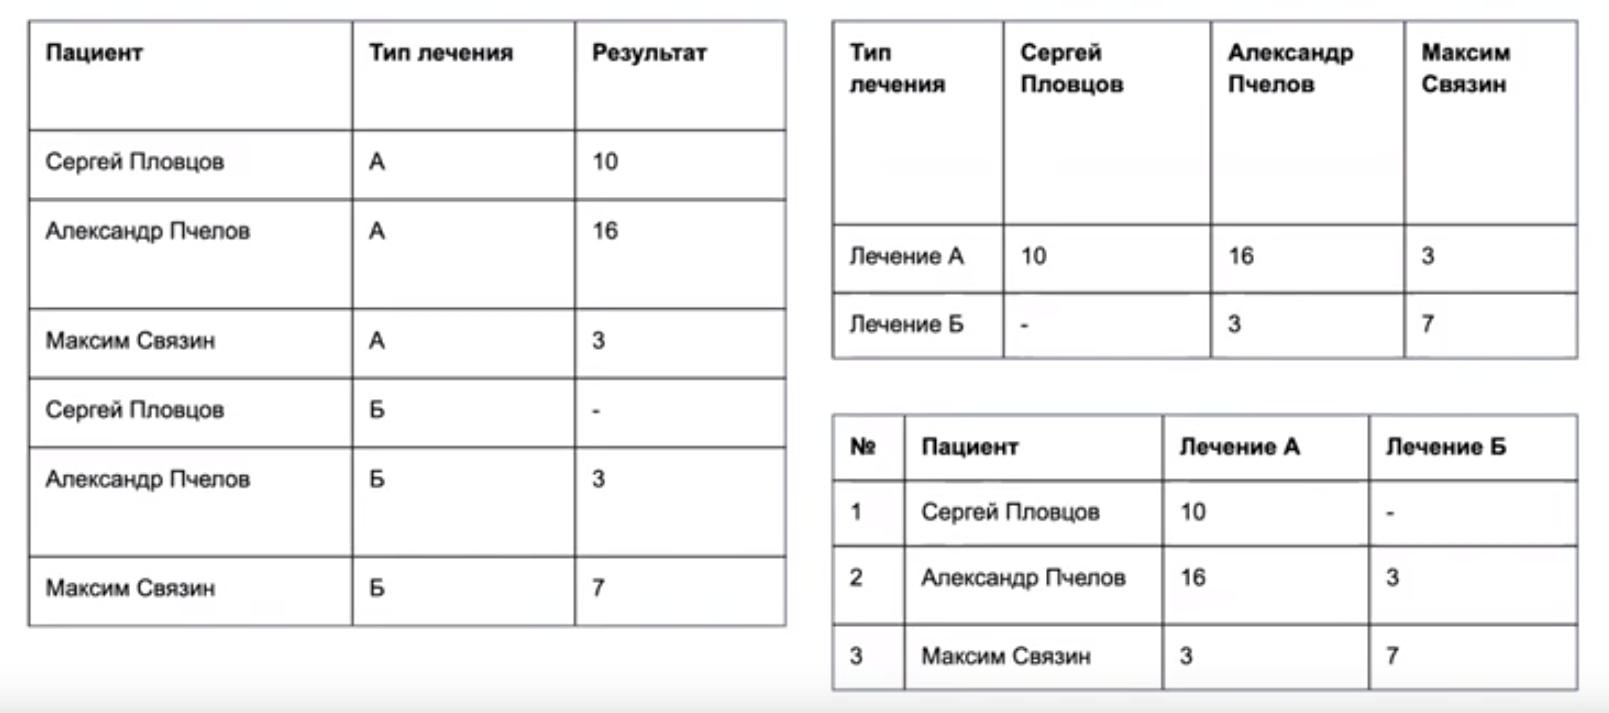 Пациент Тип лечения Результат
Сергей Пловцов А 10
Александр Пчелов А 16
Максим Связин А 3
Сергей Пловцов Б -
Александр Пчелов Б 3
Максим Связин Б 7
Тип Сергей Александр Максим
лечения Пловцов Пчелов Связин
Лечение А 10 16 3
Лечение Б - 3 7
№ Пациент Лечение А Лечение Б
1 Сергей Пловцов 10 -
2 Александр Пчелов 16 3
3 Максим Связин 3 7